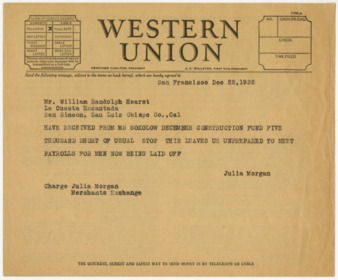 WESTERN
UNION
San Francisco Dec 22,1932
Mr. William Randolph Hearst
La Cuesta Encantada
San Simeon, San Luis Obispo Co.,Cal
HAVE RECEIVED FROM MR SOKOLOW DECEMBER CONSTRUCTION FUND FIVE
THOUSAND SHORT OF USUAL STOP THIS LEAVES US UNPREPARED TO MEET
PAYROLLS FOR MEN NOW BEING LAID OFF
Julia Morgan
Charge Julia Morgan
Merchants Exchange
THE QUICKEST, SUREST AND SAFEST WAY TO SEND MONEY IS BY TELEGRAPH OR CABLE